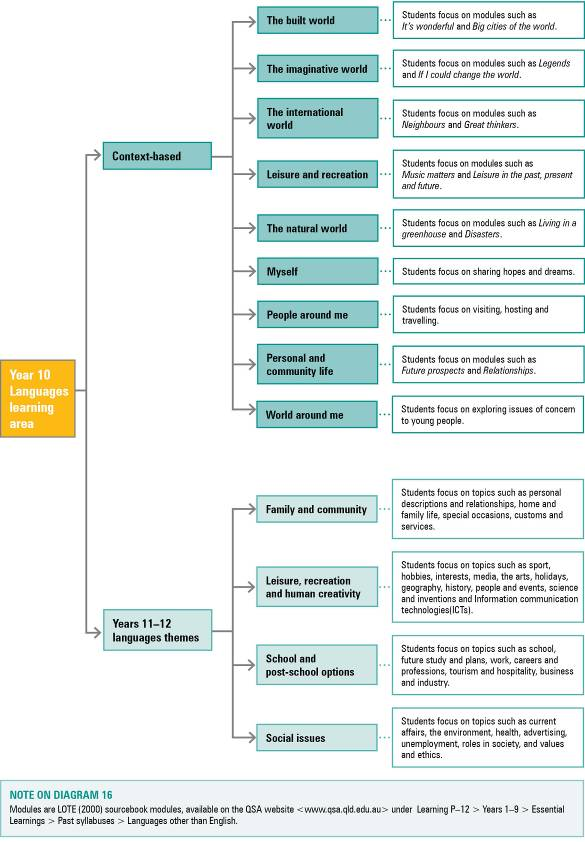 The built world
Students focus on modules such as
It's wonderful and Big cities of the world.
The imaginative world
Students focus on modules such as Legends
and If I could change the world.
The international
world
Students focus on modules such as
Neighbours and Great thinkers.
Context-based
Leisure and recreation
Students focus on modules such as
Music matters and Leisure in the past, present
and future.
The natural world
Students focus on modules such as Living in a
greenhouse and Disasters.
Myself
Students focus on sharing hopes and dreams.
People around me
Students focus on visiting, hosting and
travelling.
Personal and
community life
Students focus on modules such as
Future prospects and Relationships.
World around me
Students focus on exploring issues of concern
to young people.
Year 10
Languages
learning
area
Family and community
Students focus on topics such as personal
descriptions and relationships, home and
family life, special occasions, customs and
services.
Leisure, recreation
and human creativity
Students focus on topics such as sport,
hobbies, interests, media, the arts, holidays,
geography, history, people and events, science
and inventions and Information communication
technologies(ICTs).
Years 11–12
languages themes
School and
post-school options
Students focus on topics such as school,
future study and plans, work, careers and
professions, tourism and hospitality, business
and industry.
Social issues
Students focus on topics such as current
affairs, the environment, health, advertising,
unemployment, roles in society, and values
and ethics.
NOTE ON DIAGRAM 16
Modules are LOTE (2000) sourcebook modules, available on the QSA website <www.qsa.qld.edu.au> under Learning P–12 > Years 1–9 > Essential
Learnings > Past syllabuses > Languages other than English.